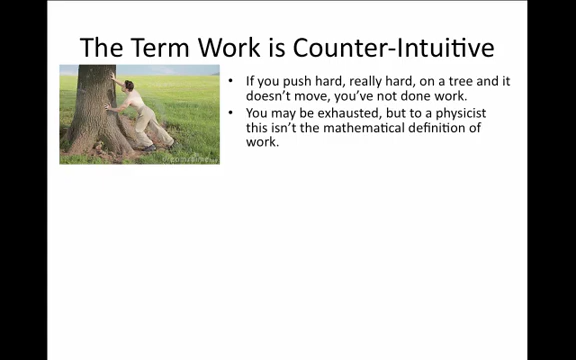 The Term Work is Counter-Intuitive
• If you push hard, really hard, on a tree and it
doesn't move, you've not done work.
• You may be exhausted, but to a physicist
this isn't the mathematical definition of
work.